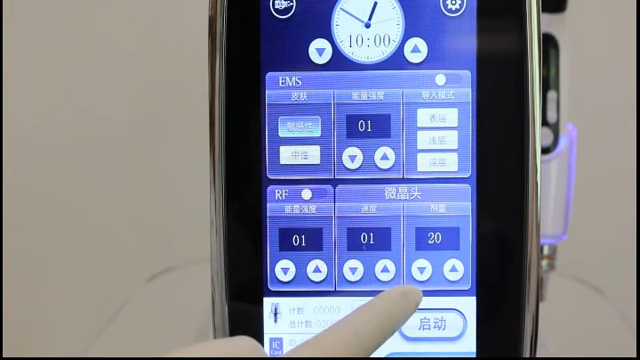 10:00
EMS
皮肤 能量强度 导入模式
敏感性 01 表层
中性 浅层
深层
RF 微晶头
能量强度 速度 剂量
01 01 20
计数: 00000
总计数:
启动
IC